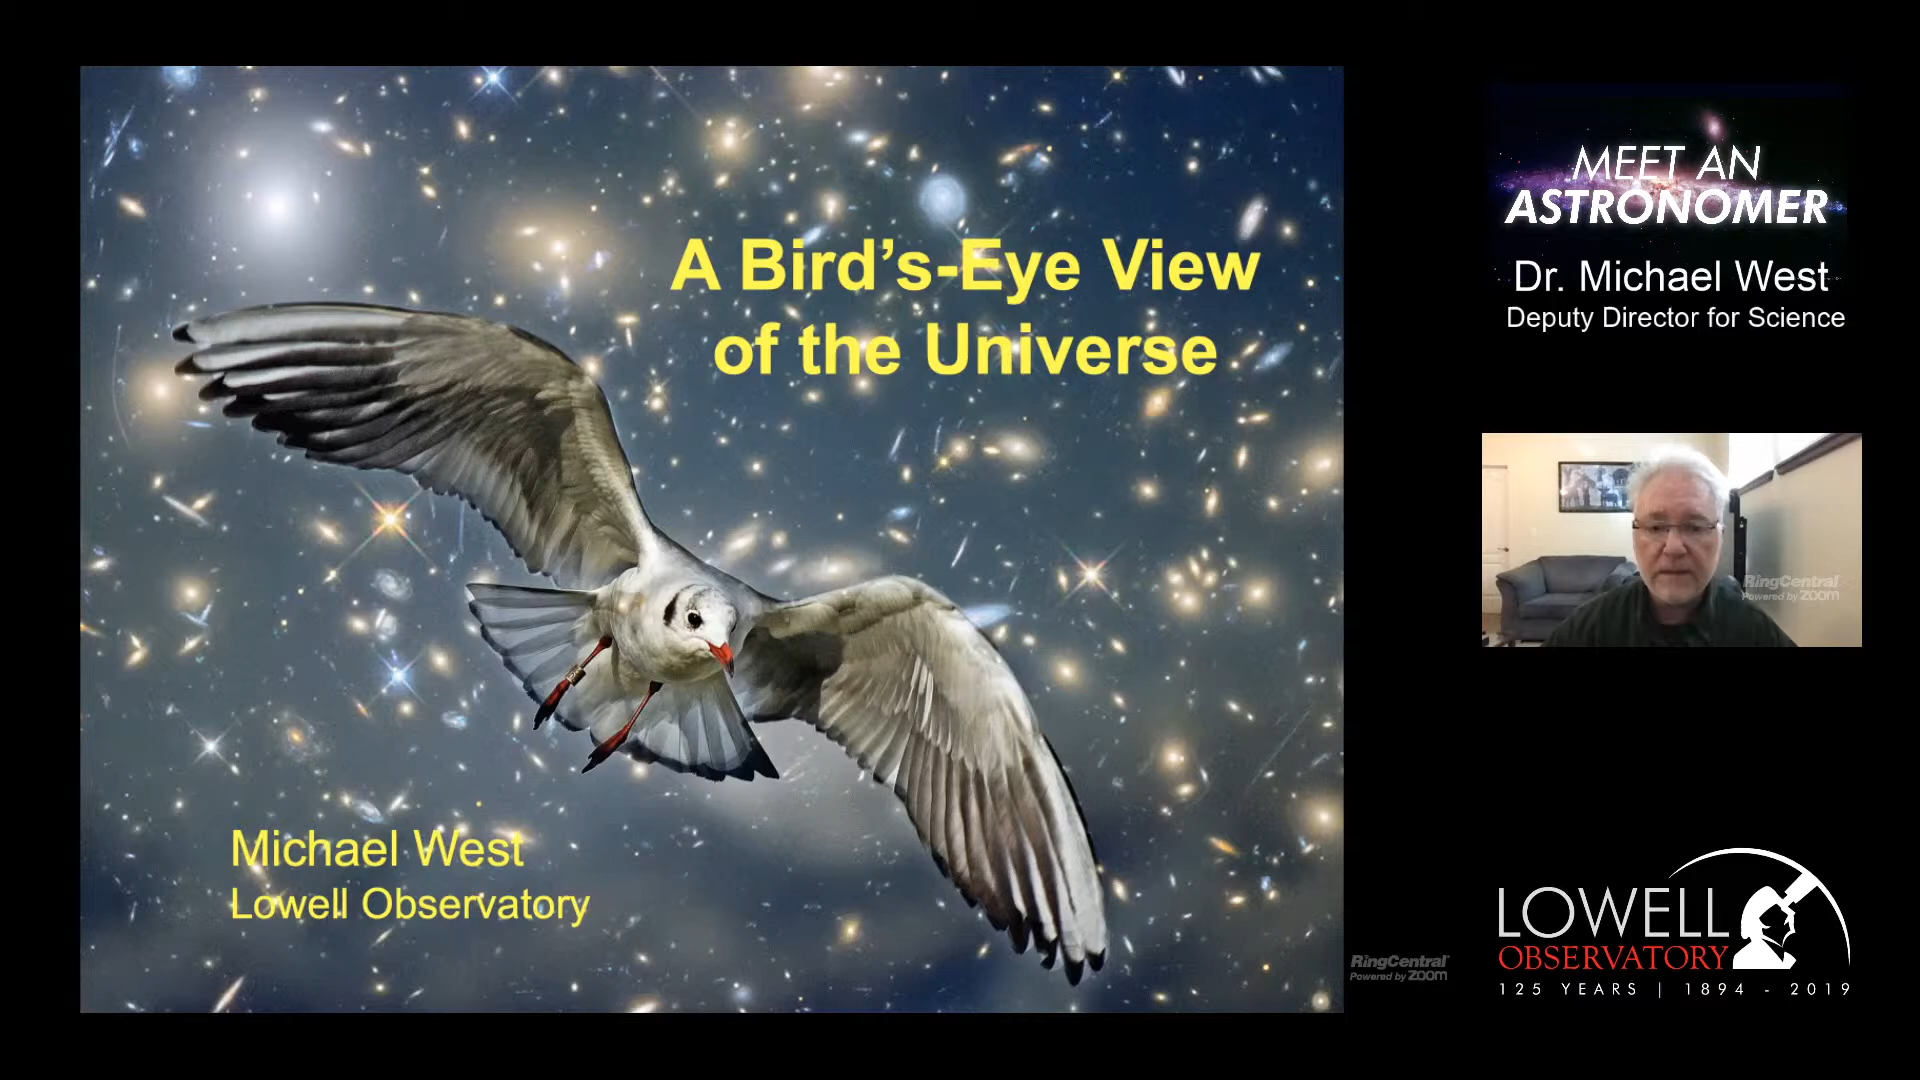 A Bird’s-Eye View
of the Universe
Michael West
Lowell Observatory
MEET AN
ASTRONOMER
Dr. Michael West
Deputy Director for Science
RingCentral
Powered by zoom
RingCentral
Powered by zoom
LOWELL
OBSERVATORY
125 YEARS | 1894 - 2019